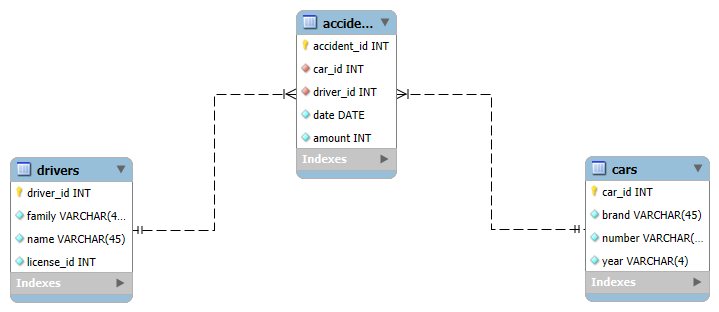 accide...
accident_id INT
car_id INT
driver_id INT
date DATE
amount INT
Indexes
drivers
driver_id INT
family VARCHAR(4...
name VARCHAR(45)
license_id INT
Indexes
cars
car_id INT
brand VARCHAR(45)
number VARCHAR(...
year VARCHAR(4)
Indexes